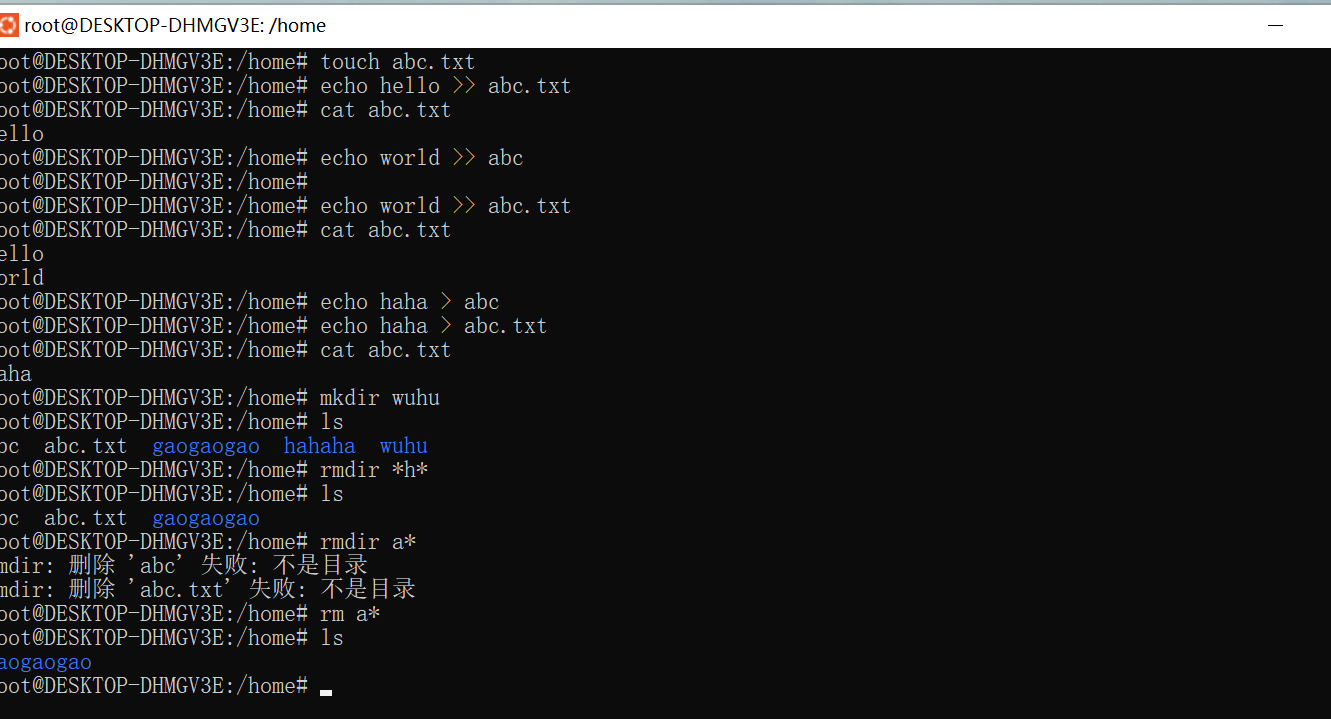 root@DESKTOP-DHMGV3E: /home
oot@DESKTOP-DHMGV3E:/home# touch abc.txt
oot@DESKTOP-DHMGV3E:/home# echo hello >> abc.txt
oot@DESKTOP-DHMGV3E:/home# cat abc.txt
ello
oot@DESKTOP-DHMGV3E:/home# echo world >> abc
oot@DESKTOP-DHMGV3E:/home#
oot@DESKTOP-DHMGV3E:/home# echo world >> abc.txt
oot@DESKTOP-DHMGV3E:/home# cat abc.txt
ello
orld
oot@DESKTOP-DHMGV3E:/home# echo haha > abc
oot@DESKTOP-DHMGV3E:/home# echo haha > abc.txt
oot@DESKTOP-DHMGV3E:/home# cat abc.txt
aha
oot@DESKTOP-DHMGV3E:/home# mkdir wuhu
oot@DESKTOP-DHMGV3E:/home# ls
bc  abc.txt  gaogaogao  hahaha  wuhu
oot@DESKTOP-DHMGV3E:/home# rmdir *h*
oot@DESKTOP-DHMGV3E:/home# ls
bc  abc.txt  gaogaogao
oot@DESKTOP-DHMGV3E:/home# rmdir a*
mdir: 删除 'abc' 失败: 不是目录
mdir: 删除 'abc.txt' 失败: 不是目录
oot@DESKTOP-DHMGV3E:/home# rm a*
oot@DESKTOP-DHMGV3E:/home# ls
aogaogao
oot@DESKTOP-DHMGV3E:/home#